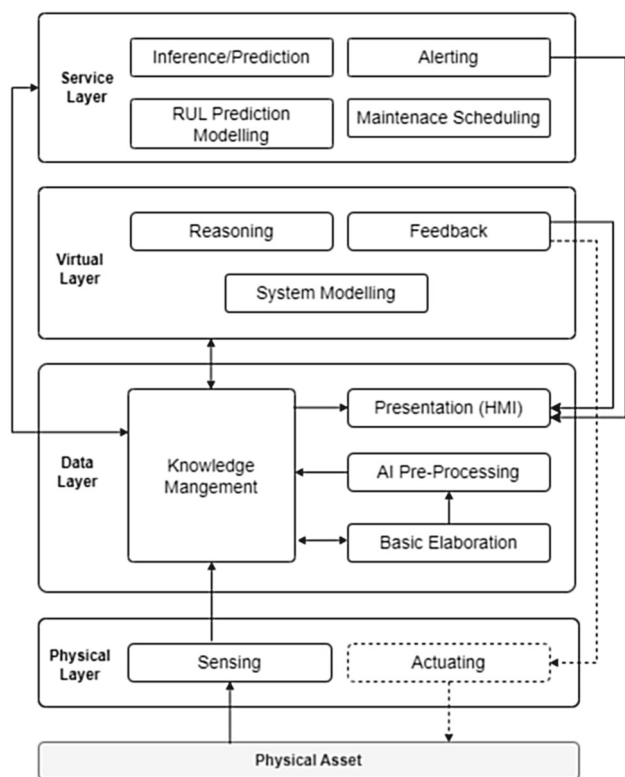 Inference/Prediction
Alerting
Service
Layer
RUL Prediction
Modelling
Maintenace Scheduling
Reasoning
Feedback
Virtual
Layer
System Modelling
Presentation (HMI)
Knowledge
Mangement
Data
Layer
AI Pre-Processing
Basic Elaboration
Physical
Layer
Sensing
Actuating
Physical Asset